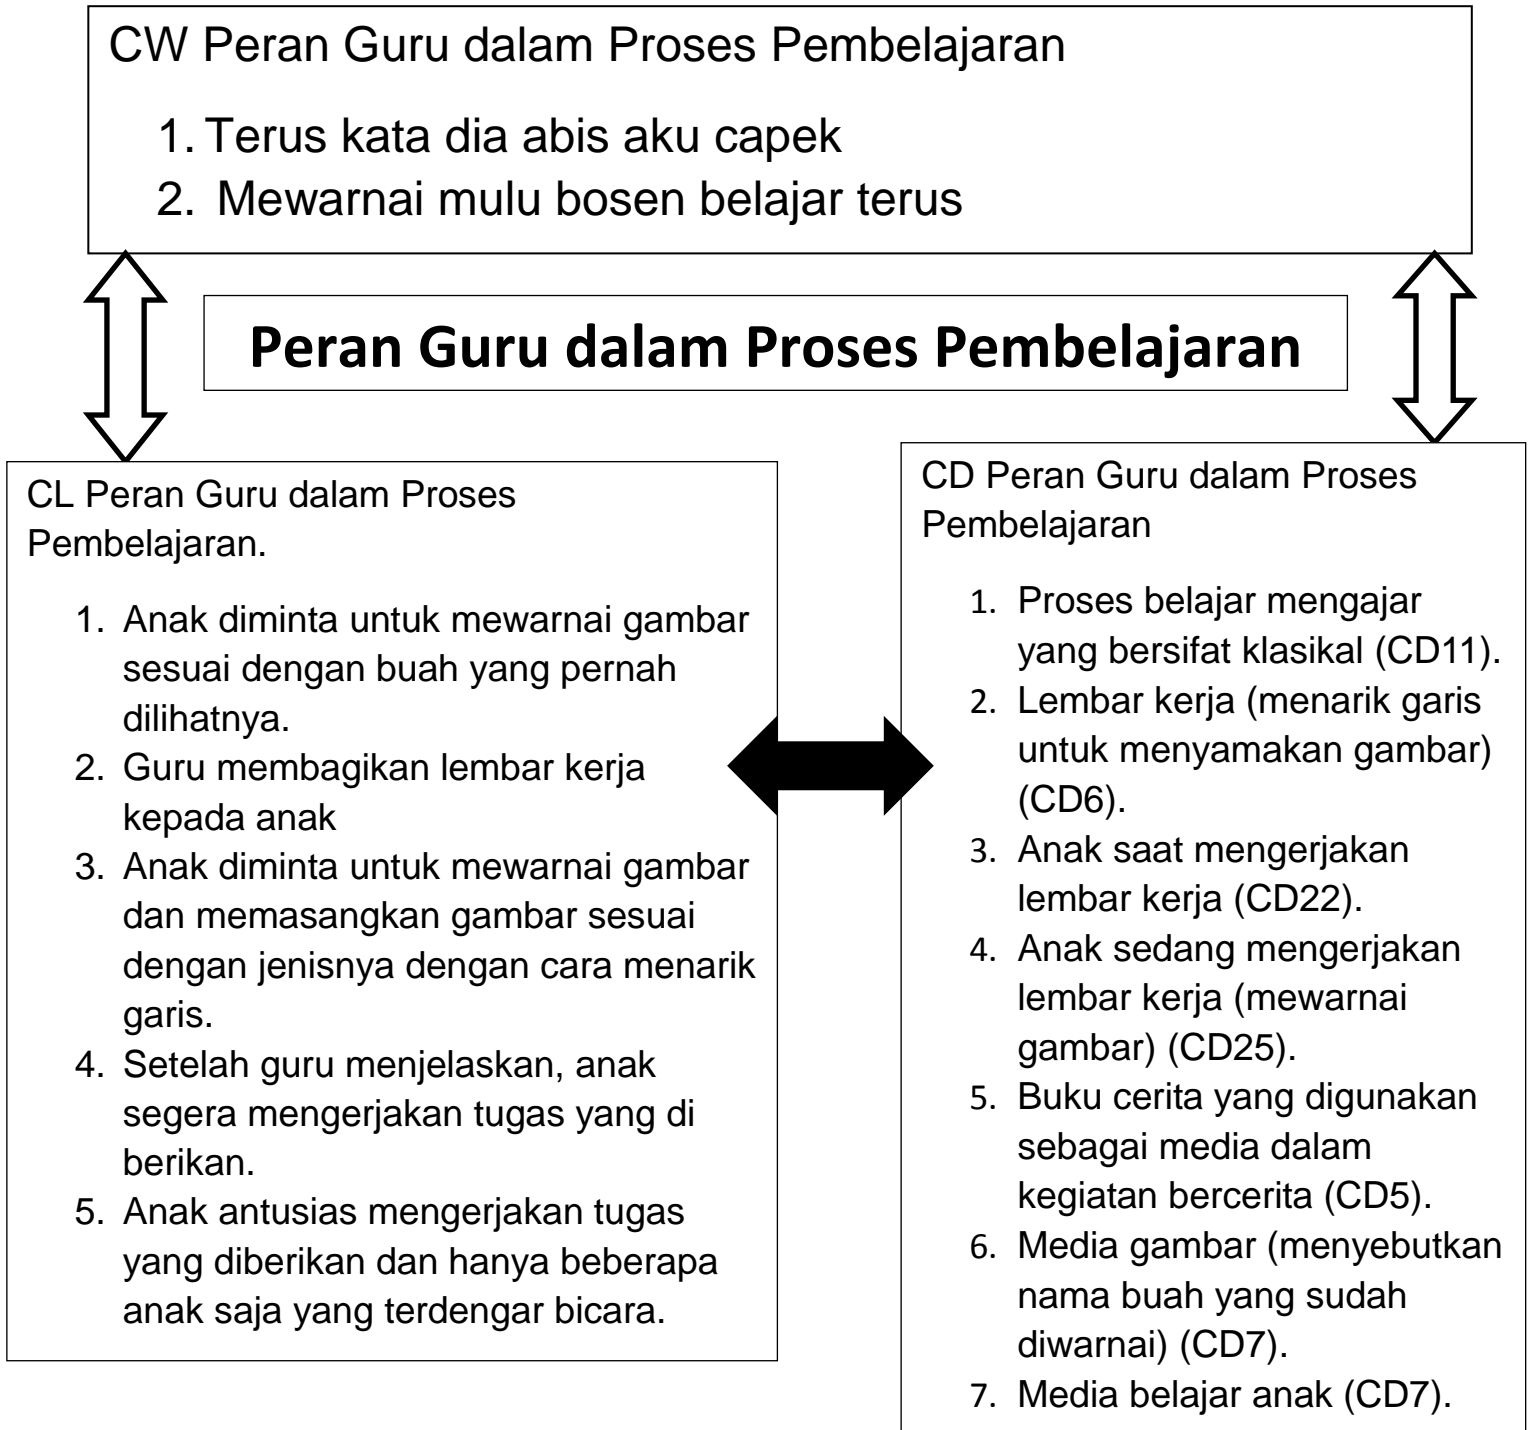 CW Peran Guru dalam Proses Pembelajaran
1. Terus kata dia abis aku capek
2. Mewarnai mulu bosen belajar terus
Peran Guru dalam Proses Pembelajaran
CL Peran Guru dalam Proses
Pembelajaran.
1. Anak diminta untuk mewarnai gambar
sesuai dengan buah yang pernah
dilihatnya.
2. Guru membagikan lembar kerja
kepada anak
3. Anak diminta untuk mewarnai gambar
dan memasangkan gambar sesuai
dengan jenisnya dengan cara menarik
garis.
4. Setelah guru menjelaskan, anak
segera mengerjakan tugas yang di
berikan.
5. Anak antusias mengerjakan tugas
yang diberikan dan hanya beberapa
anak saja yang terdengar bicara.
CD Peran Guru dalam Proses
Pembelajaran
1. Proses belajar mengajar
yang bersifat klasikal (CD11).
2. Lembar kerja (menarik garis
untuk menyamakan gambar)
(CD6).
3. Anak saat mengerjakan
lembar kerja (CD22).
4. Anak sedang mengerjakan
lembar kerja (mewarnai
gambar) (CD25).
5. Buku cerita yang digunakan
sebagai media dalam
kegiatan bercerita (CD5).
6. Media gambar (menyebutkan
nama buah yang sudah
diwarnai) (CD7).
7. Media belajar anak (CD7).